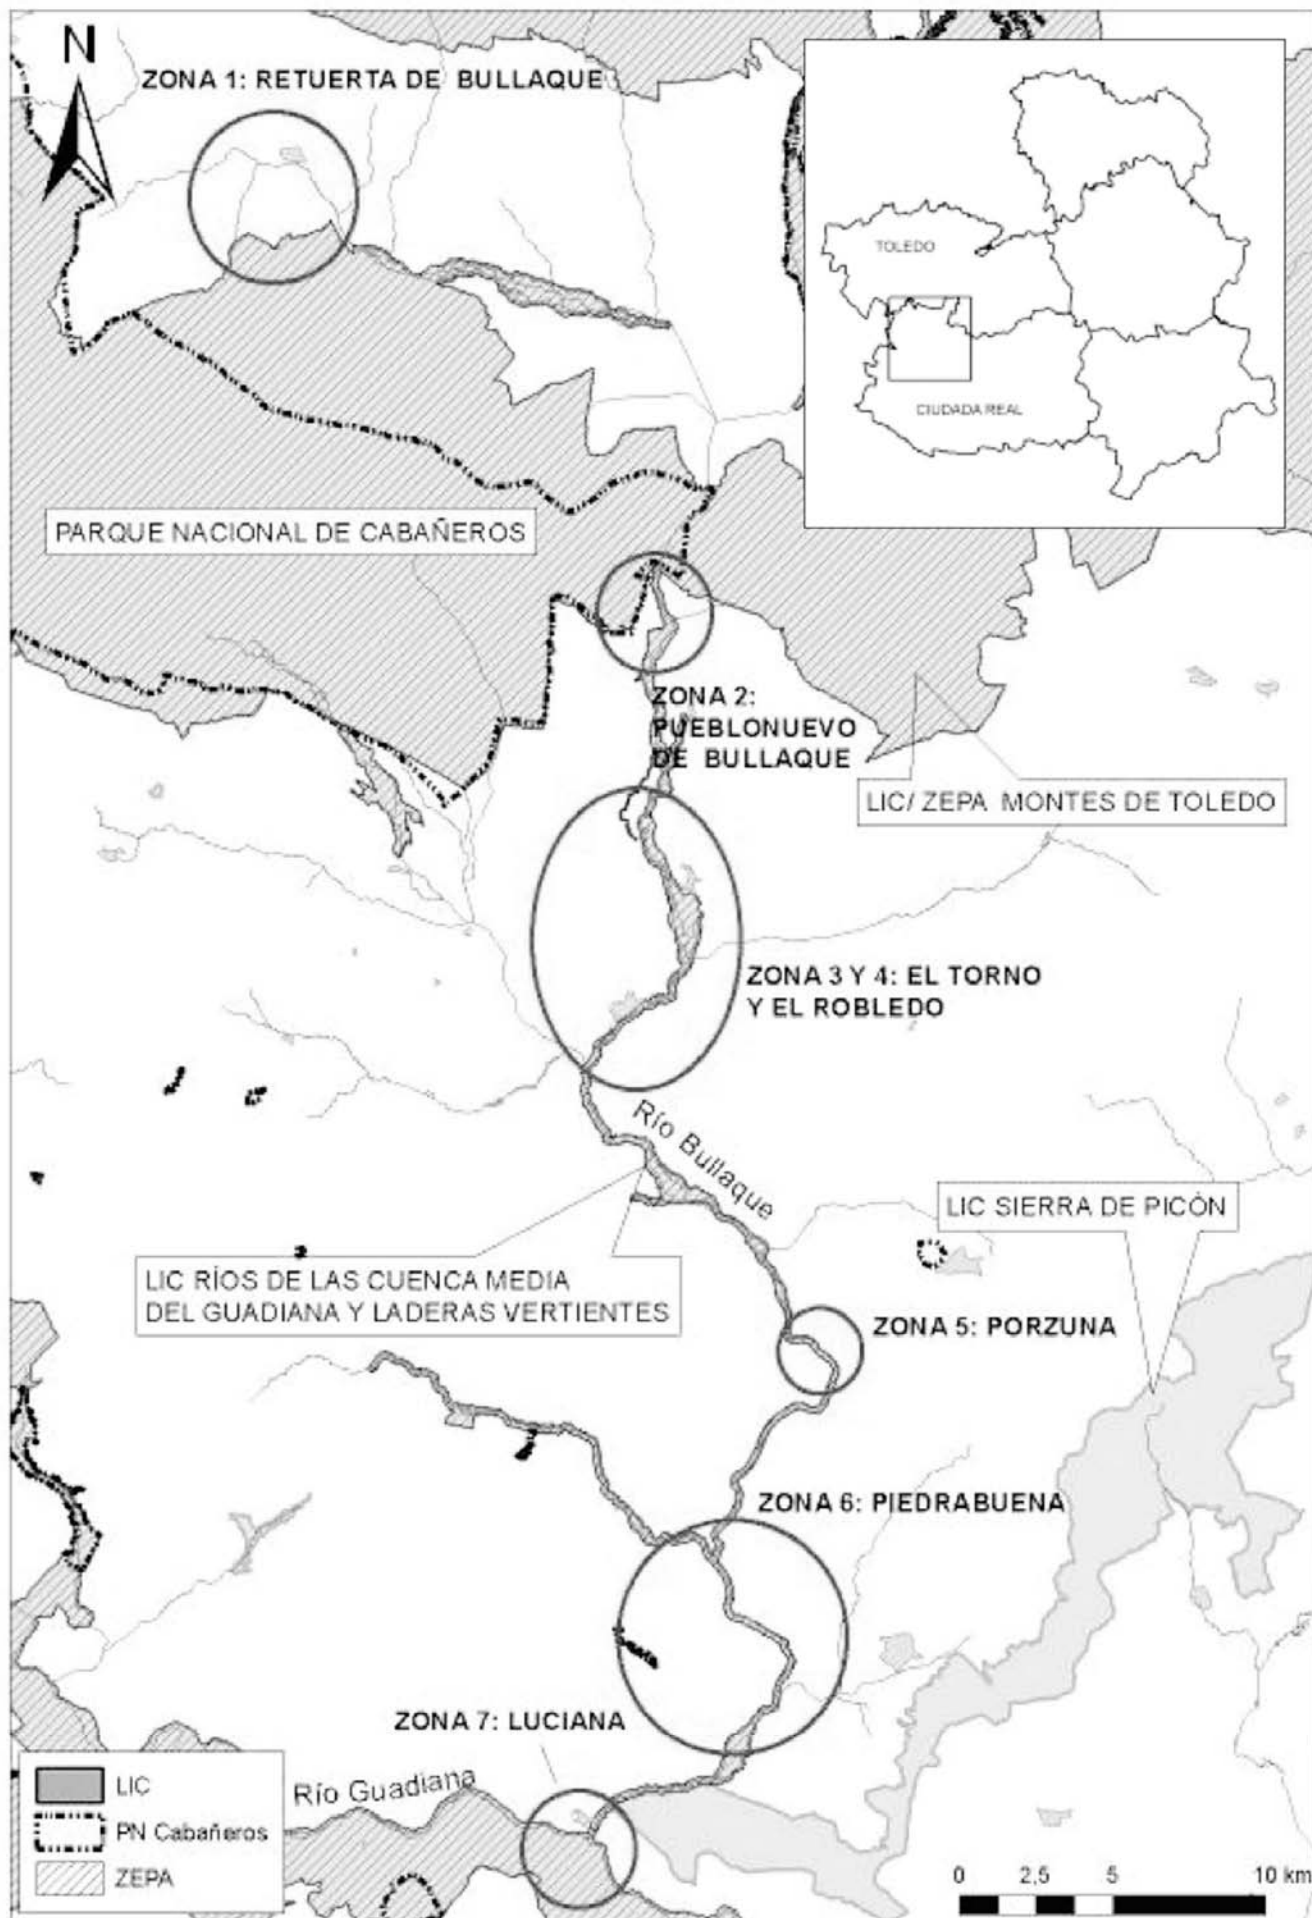 N
ZONA 1: RETUERTA DE BULLAQUE
TOLEDO
CIUDADA REAL
PARQUE NACIONAL DE CABAÑEROS
ZONA 2:
PUEBLONUEVO
DE BULLAQUE
LIC/ ZEPA MONTES DE TOLEDO
ZONA 3 Y 4: EL TORNO
Y EL ROBLEDO
Río Bullaque
LIC SIERRA DE PICÓN
LIC RÍOS DE LAS CUENCA MEDIA
DEL GUADIANA Y LADERAS VERTIENTES
ZONA 5: PORZUNA
ZONA 6: PIEDRABUENA
ZONA 7: LUCIANA
Río Guadiana
LIC
PN Cabañeros
ZEPA
0 2,5 5 10 km